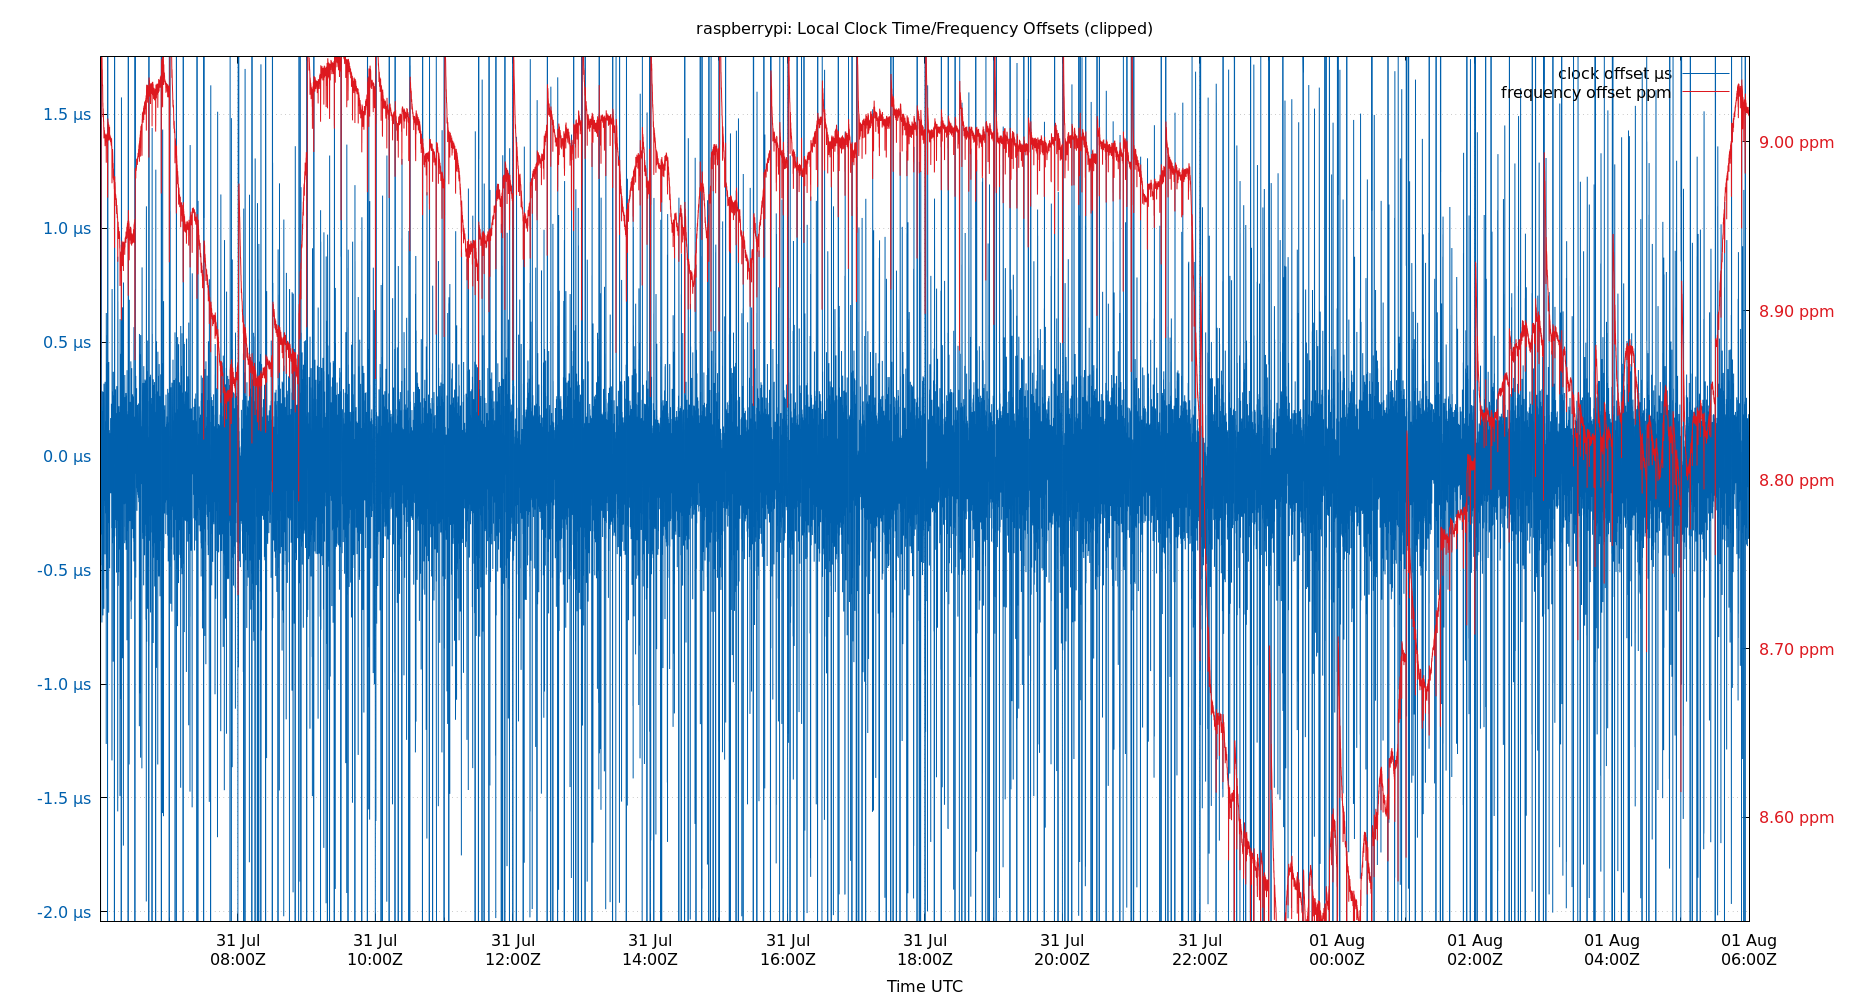 raspberrypi: Local Clock Time/Frequency Offsets (clipped)
clock offset µs
frequency offset ppm
1.5 µs
1.0 µs
0.5 µs
0.0 µs
-0.5 µs
-1.0 µs
-1.5 µs
-2.0 µs
9.00 ppm
8.90 ppm
8.80 ppm
8.70 ppm
8.60 ppm
31 Jul 31 Jul 31 Jul 31 Jul 31 Jul 31 Jul 31 Jul 31 Jul 01 Aug 01 Aug 01 Aug 01 Aug
08:00Z 10:00Z 12:00Z 14:00Z 16:00Z 18:00Z 20:00Z 22:00Z 00:00Z 02:00Z 04:00Z 06:00Z
Time UTC